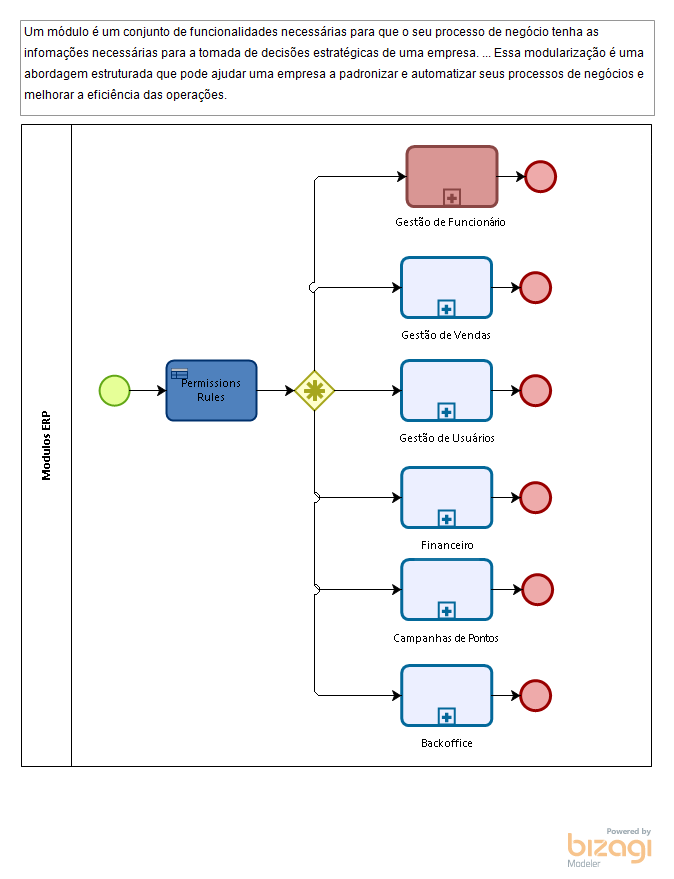 Um módulo é um conjunto de funcionalidades necessárias para que o seu processo de negócio tenha as
infomações necessárias para a tomada de decisões estratégicas de uma empresa. ... Essa modularização é uma
abordagem estruturada que pode ajudar uma empresa a padronizar e automatizar seus processos de negócios e
melhorar a eficiência das operações.
Modulos ERP
Permissions
Rules
Gestão de Funcionário
Gestão de Vendas
Gestão de Usuários
Financeiro
Campanhas de Pontos
Backoffice
Powered by
bizagi
Modeler